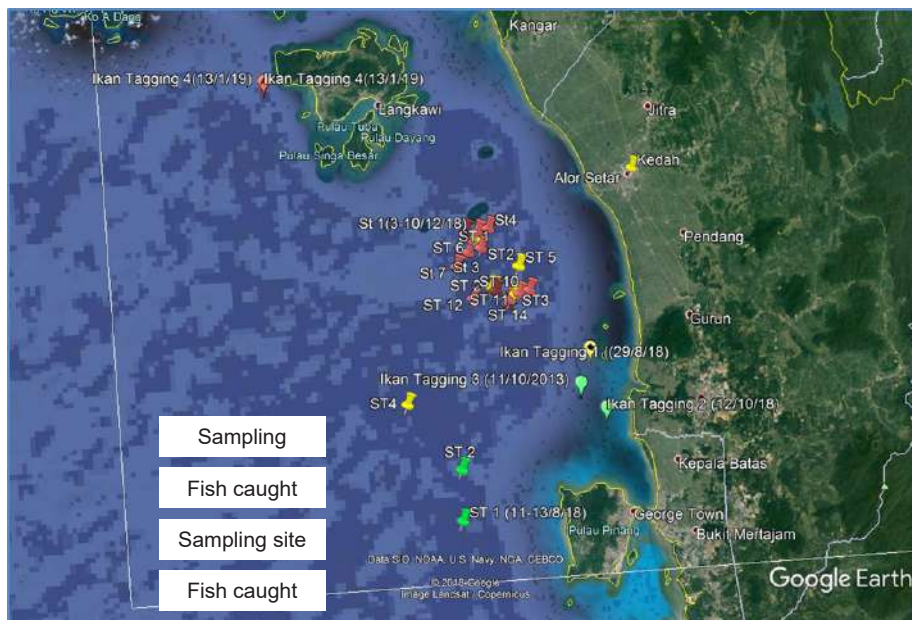 Ko A Dang
Kangar
Ikan Tagging 4(13/1/19)
Ikan Tagging 4(13/1/19)
Langkawi
Jitra
Pulau Tuba
Pulau Dayang
Pulau Singa Besar
Kedah
Alor Setar
St 1(3-10/12/18)
St4
Pendang
ST 6
ST2
ST 5
St 7
St 3
ST 10
ST 12
ST 11
ST3
ST 14
Gurun
Ikan Tagging 1 ((29/8/18)
Ikan Tagging 3 (11/10/2013)
ST4
Ikan Tagging 2 (12/10/18)
Sampling
ST 2
Kepala Batas
Fish caught
ST 1 (11-13/8/18)
George Town
Pulau Pinang
Bukit Mertajam
Sampling site
Data SIO, NOAA, U.S. Navy, NGA, GEBCO
© 2018 Google
Image Landsat / Copernicus
Google Earth
Fish caught